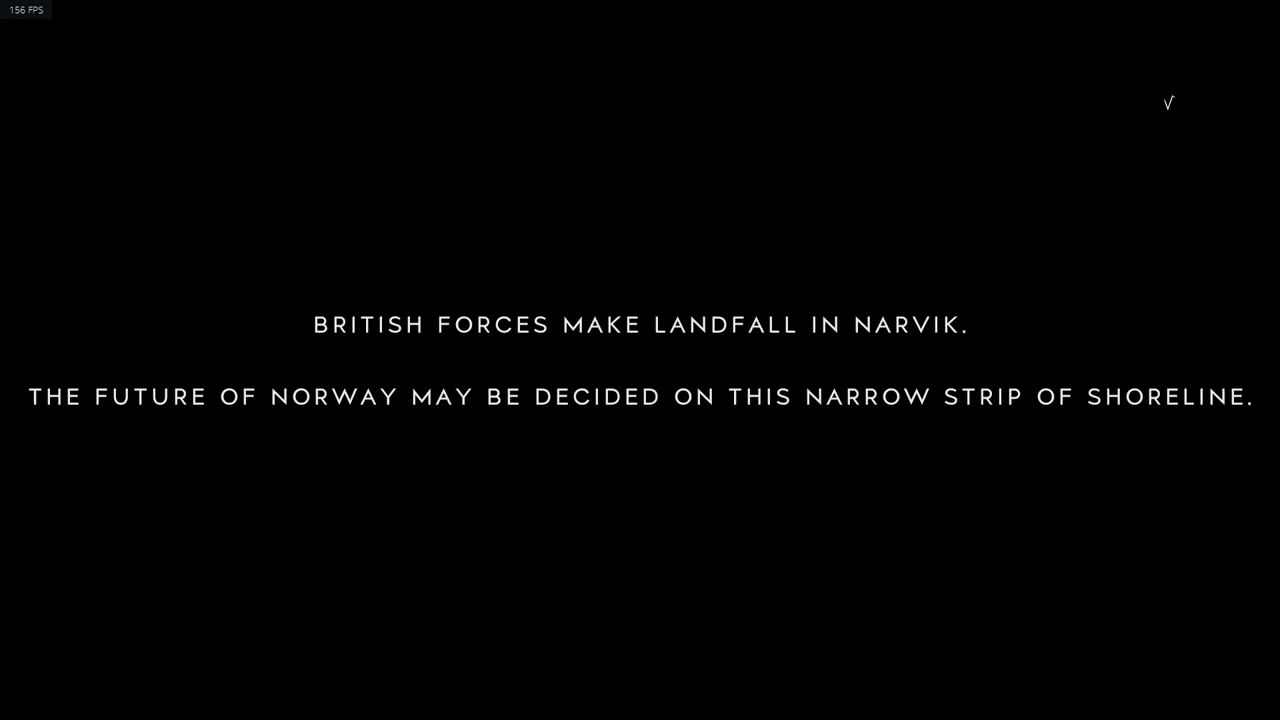 156 FPS
√
BRITISH FORCES MAKE LANDFALL IN NARVIK.
THE FUTURE OF NORWAY MAY BE DECIDED ON THIS NARROW STRIP OF SHORELINE.